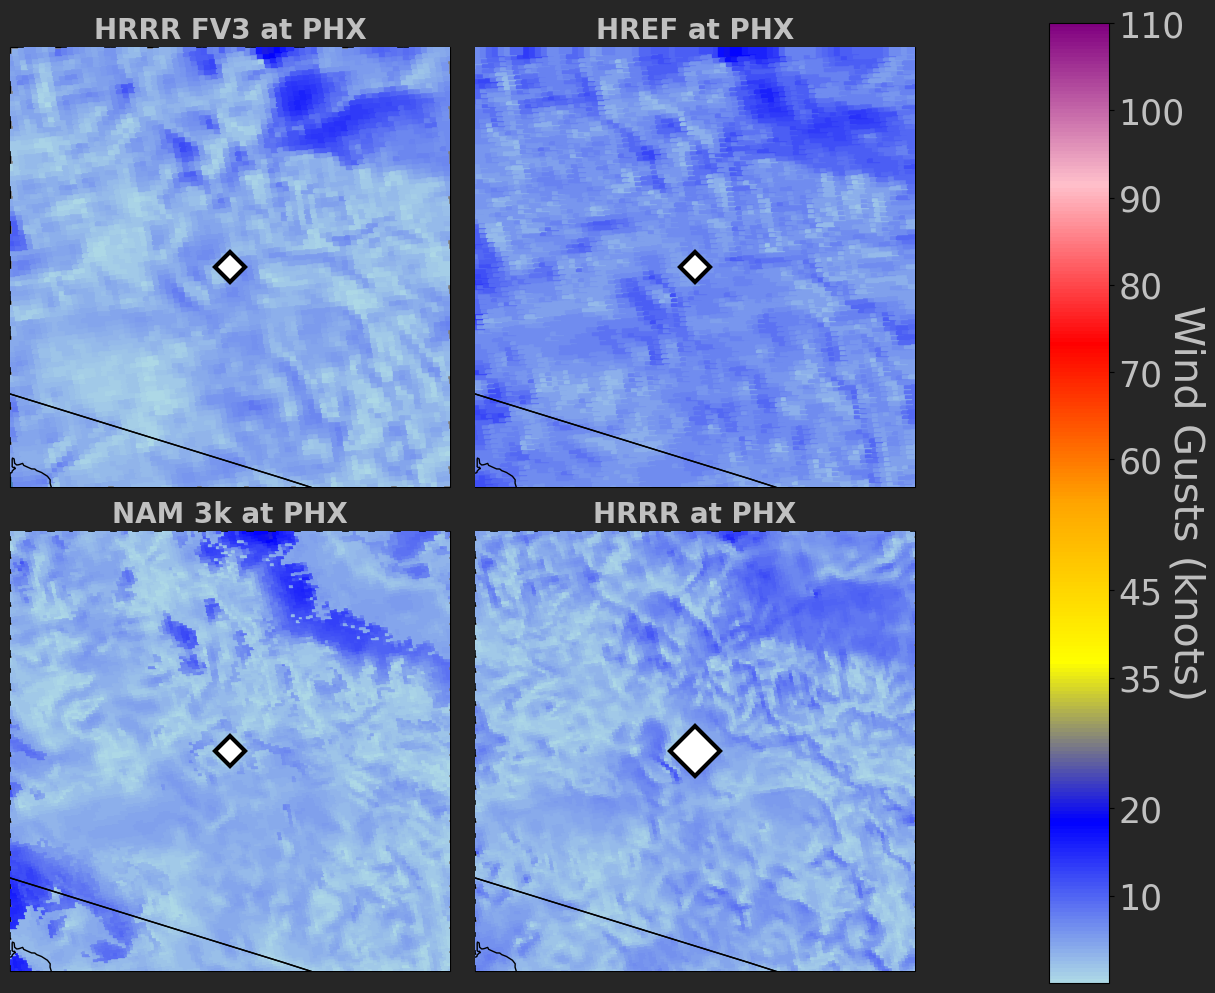 HRRR FV3 at PHX
HREF at PHX
NAM 3k at PHX
HRRR at PHX
110
100
90
80
70
60
45
35
20
10
Wind Gusts (knots)